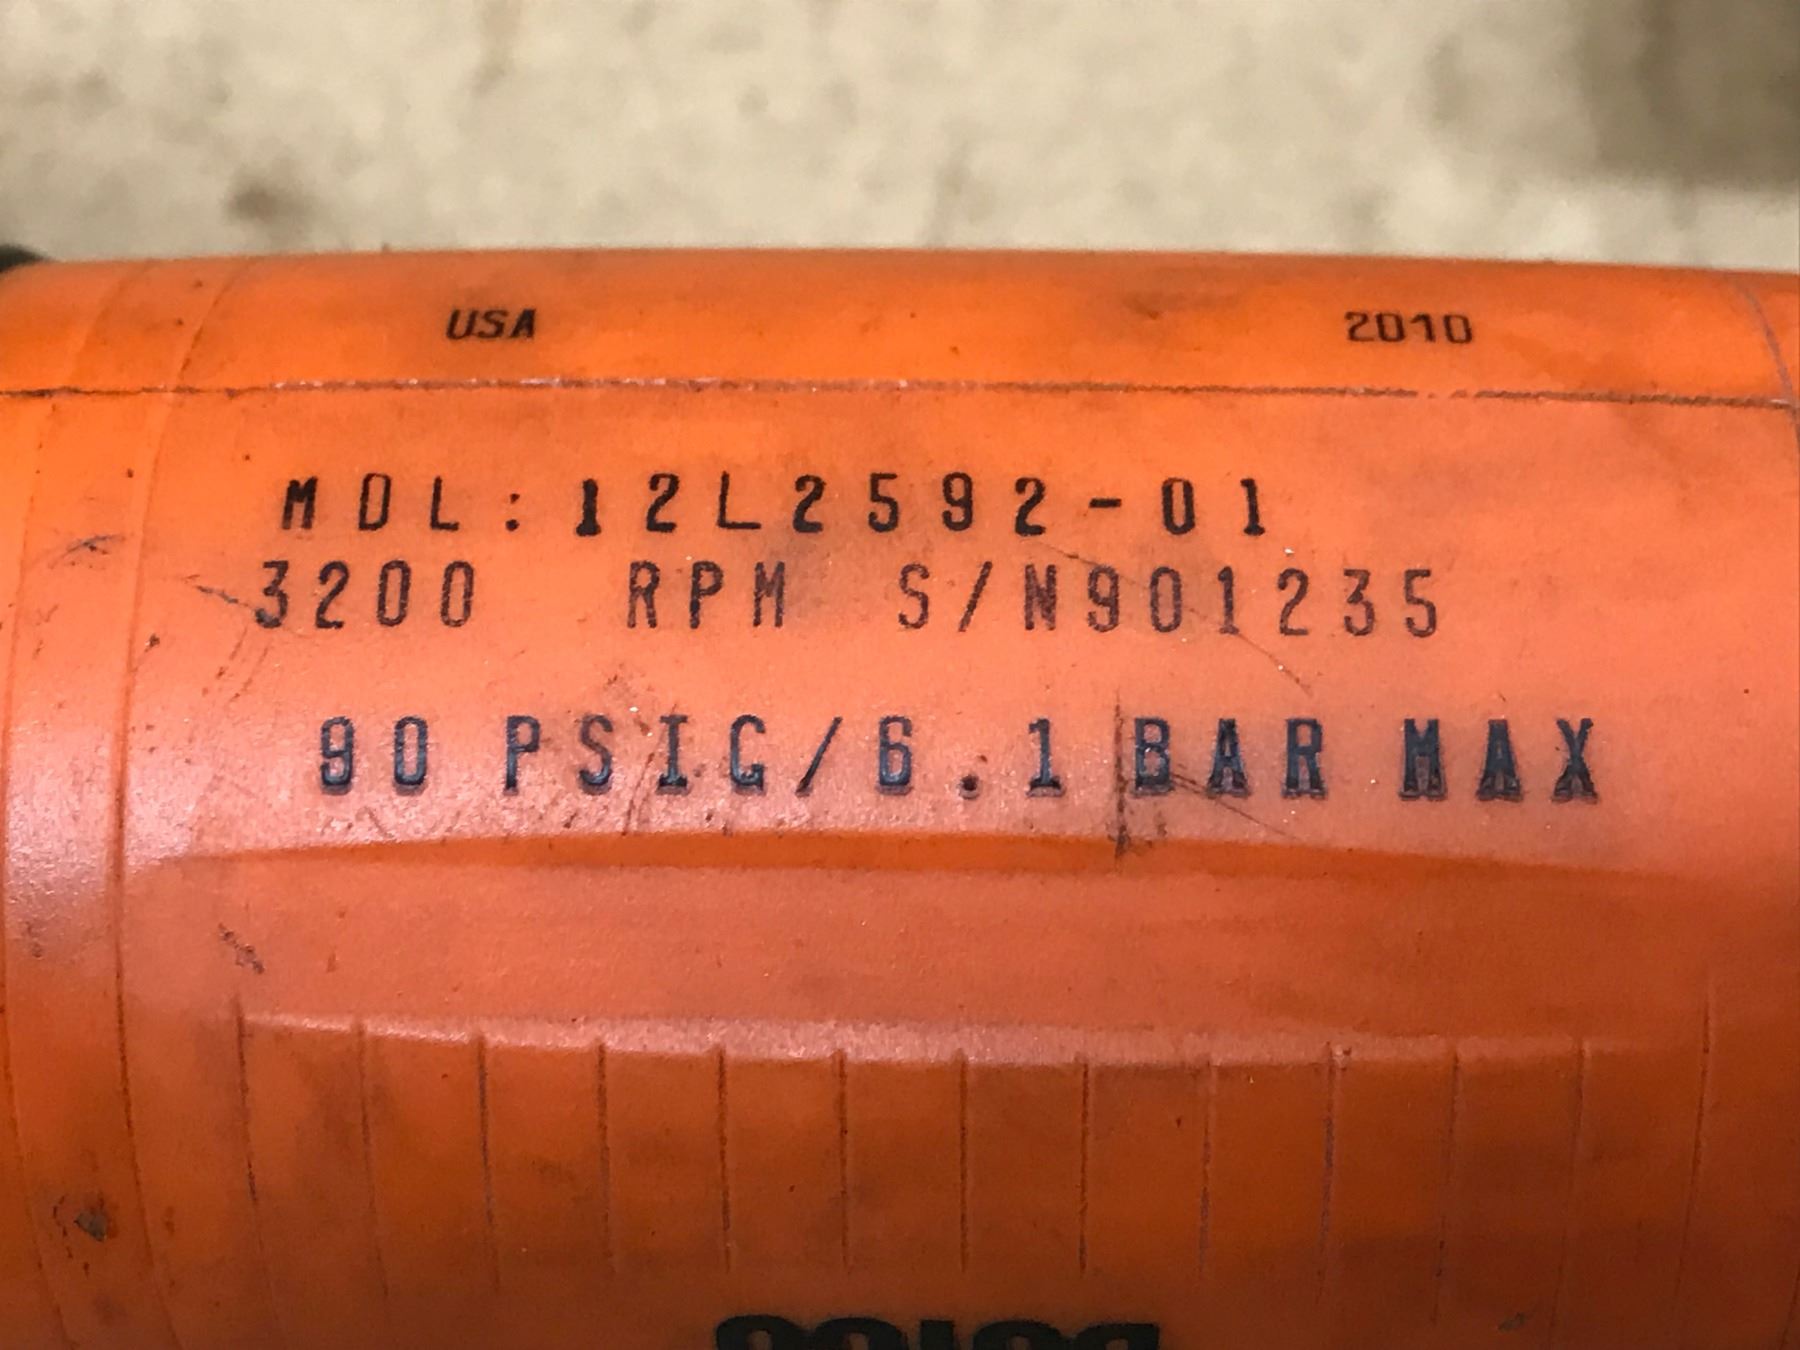 USA 2010
MDL:12L2592-01
3200 RPM S/N901235
90 PSIG/6.1 BAR MAX